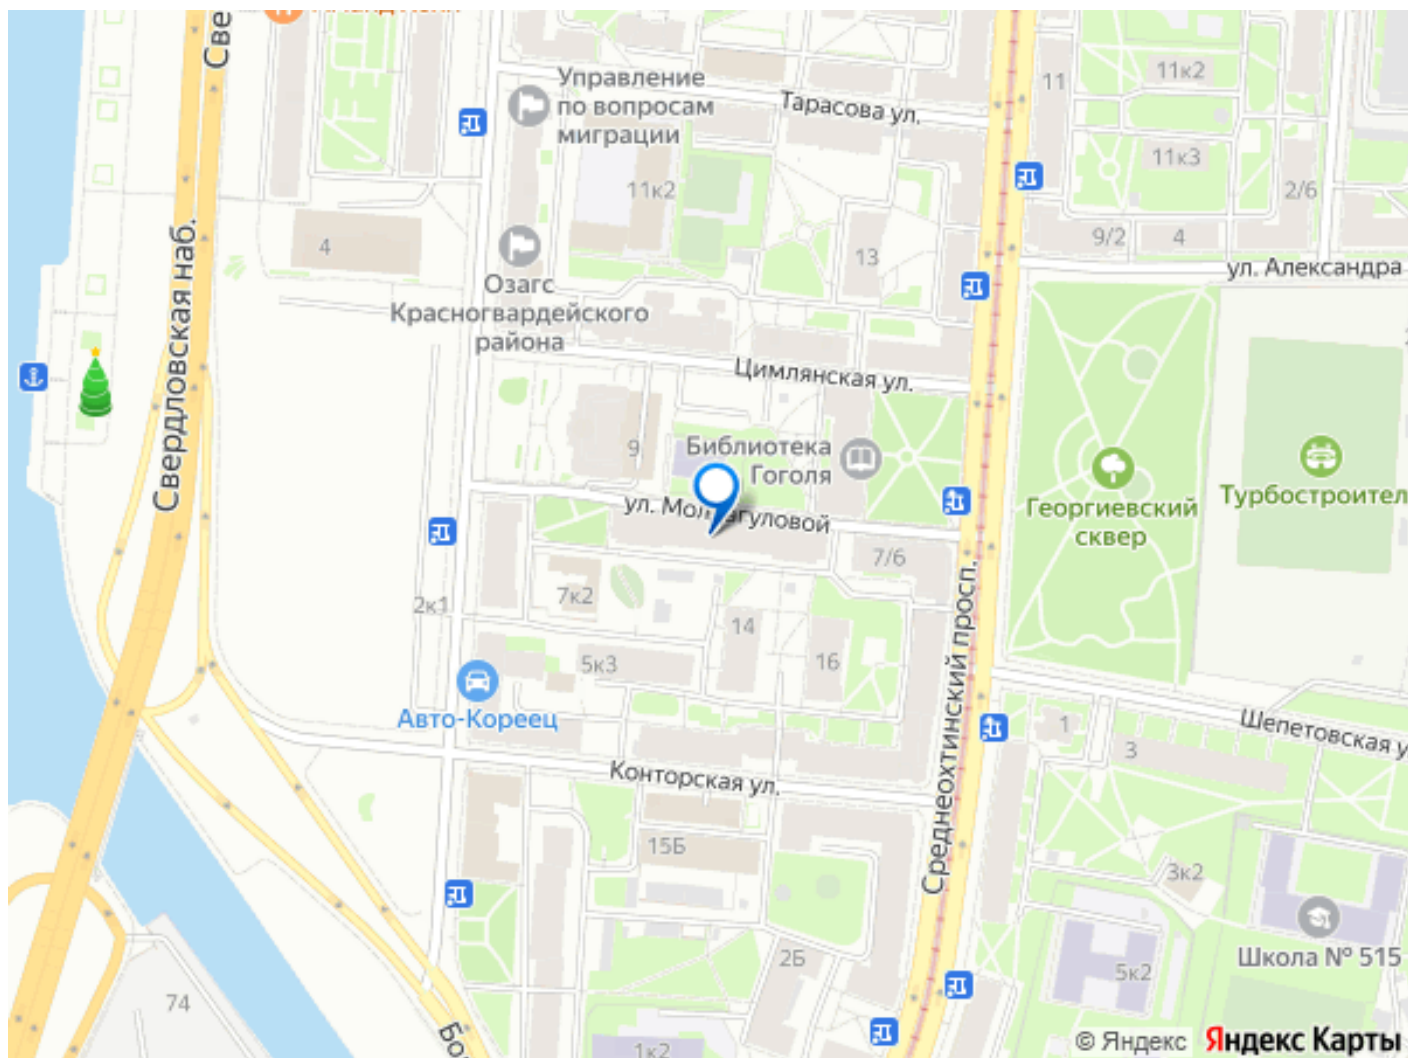 Управление
по вопросам
миграции
Тарасова ул.
11
11к2
11к3
2/6
9/2
4
ул. Александра
Све
11к2
13
4
Озагс
Красногвардейского
района
Свердловская наб.
Цимлянская ул.
9
Библиотека
Гоголя
ул. Мол
гуловой
Георгиевский
сквер
Турбостроител
7/6
7к2
2к1
14
16
5к3
Авто-Кореец
Среднеохтинский просп.
1
3
Шепетовская у
Конторская ул.
15Б
3к2
Школа № 515
5к2
2Б
74
1к2
© Яндекс
Яндекс Карты